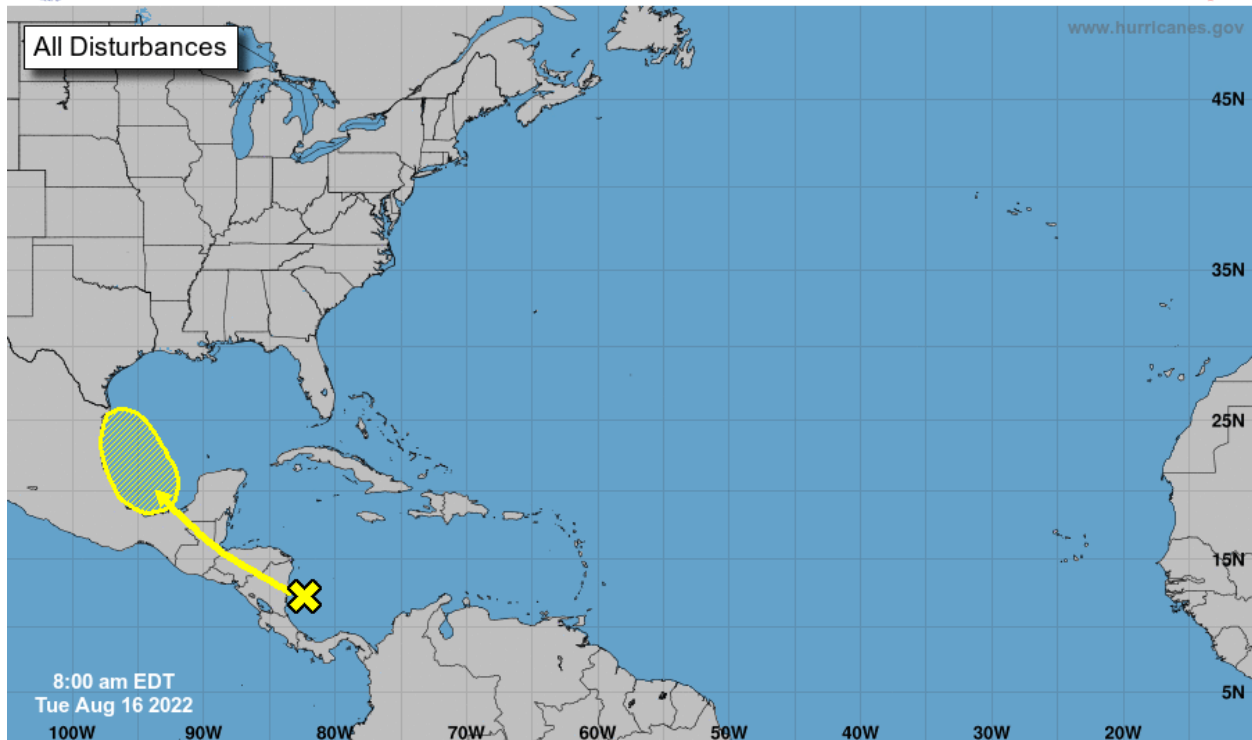 All Disturbances
www.hurricanes.gov
45N
35N
25N
15N
5N
8:00 am EDT
Tue Aug 16 2022
100W 90W 80W 70W 60W 50W 40W 30W 20W